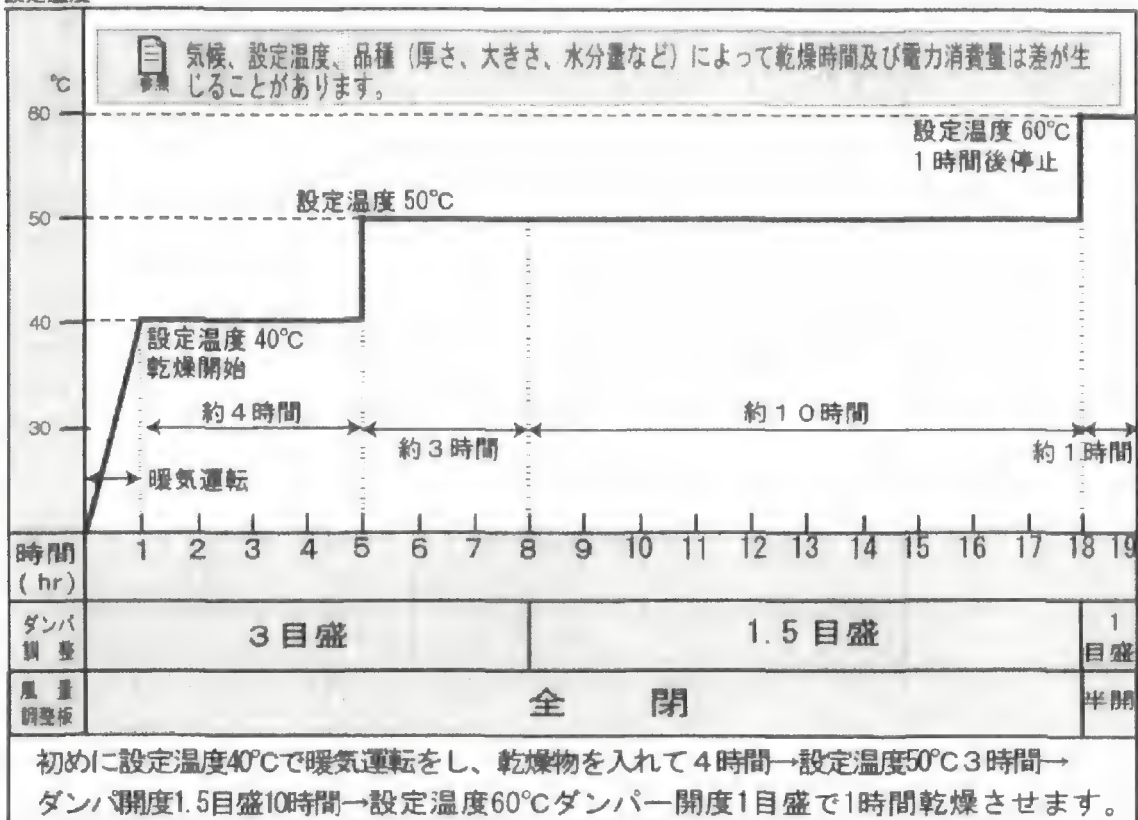 気候、設定温度、品種（厚さ、大きさ、水分量など）によって乾燥時間及び電力消費量は差が生
じることがあります。
℃
60
設定温度 60℃
1時間後停止
設定温度 50℃
50
40
設定温度 40℃
乾燥開始
約4時間
約10時間
30
約3時間
約1時間
暖気運転
時間
(hr)
1 2 3 4 5 6 7 8 9 10 11 12 13 14 15 16 17 18 19
ダンパ
調 整
3目盛
1.5目盛
1
目盛
風 量
調整板
全 閉
半開
初めに設定温度40℃で暖気運転をし、乾燥物を入れて4時間→設定温度50℃3時間→
ダンパ開度1.5目盛10時間→設定温度60℃ダンパー開度1目盛で1時間乾燥させます。